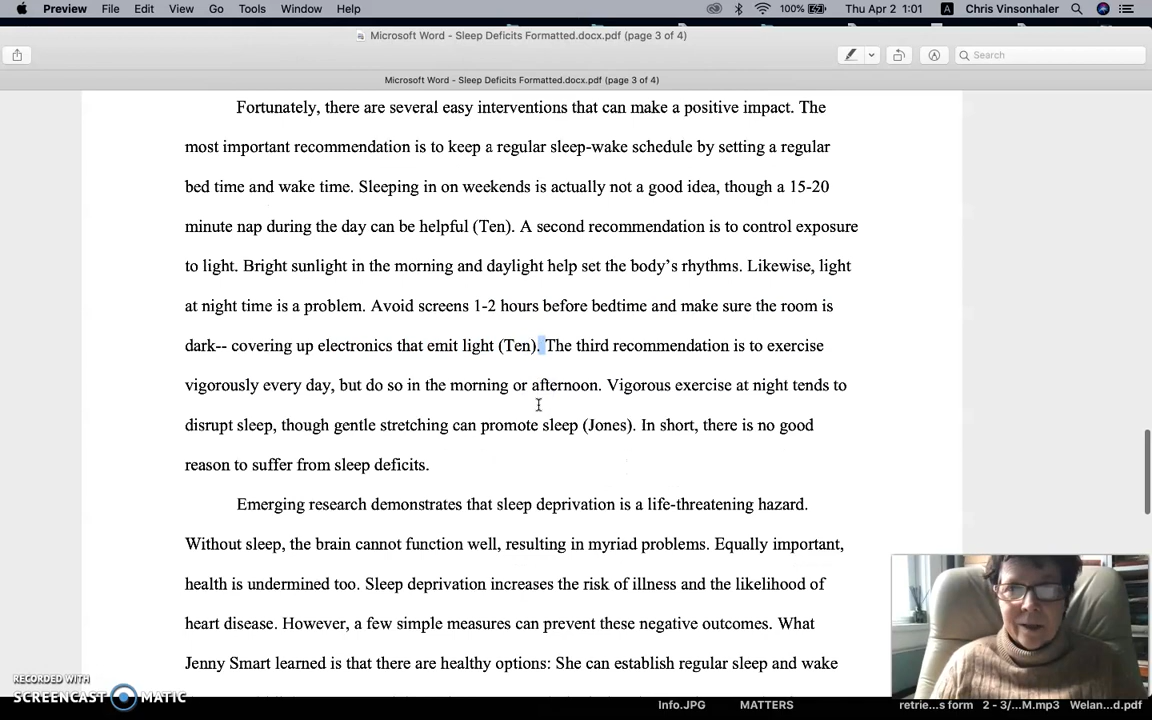 Preview File Edit View Go Tools Window Help 100% Thu Apr 2 1:01 A Chris Vinsonhaler
Microsoft Word - Sleep Deficits Formatted.docx.pdf (page 3 of 4)
Search
Microsoft Word - Sleep Deficits Formatted.docx.pdf (page 3 of 4)
Fortunately, there are several easy interventions that can make a positive impact. The
most important recommendation is to keep a regular sleep-wake schedule by setting a regular
bed time and wake time. Sleeping in on weekends is actually not a good idea, though a 15-20
minute nap during the day can be helpful (Ten). A second recommendation is to control exposure
to light. Bright sunlight in the morning and daylight help set the body’s rhythms. Likewise, light
at night time is a problem. Avoid screens 1-2 hours before bedtime and make sure the room is
dark-- covering up electronics that emit light (Ten). The third recommendation is to exercise
vigorously every day, but do so in the morning or afternoon. Vigorous exercise at night tends to
disrupt sleep, though gentle stretching can promote sleep (Jones). In short, there is no good
reason to suffer from sleep deficits.
Emerging research demonstrates that sleep deprivation is a life-threatening hazard.
Without sleep, the brain cannot function well, resulting in myriad problems. Equally important,
health is undermined too. Sleep deprivation increases the risk of illness and the likelihood of
heart disease. However, a few simple measures can prevent these negative outcomes. What
Jenny Smart learned is that there are healthy options: She can establish regular sleep and wake
RECORDED WITH
SCREENCAST MATIC
Info.JPG MATTERS retrie...s form 2 - 3/...M.mp3 Welan...d.pdf